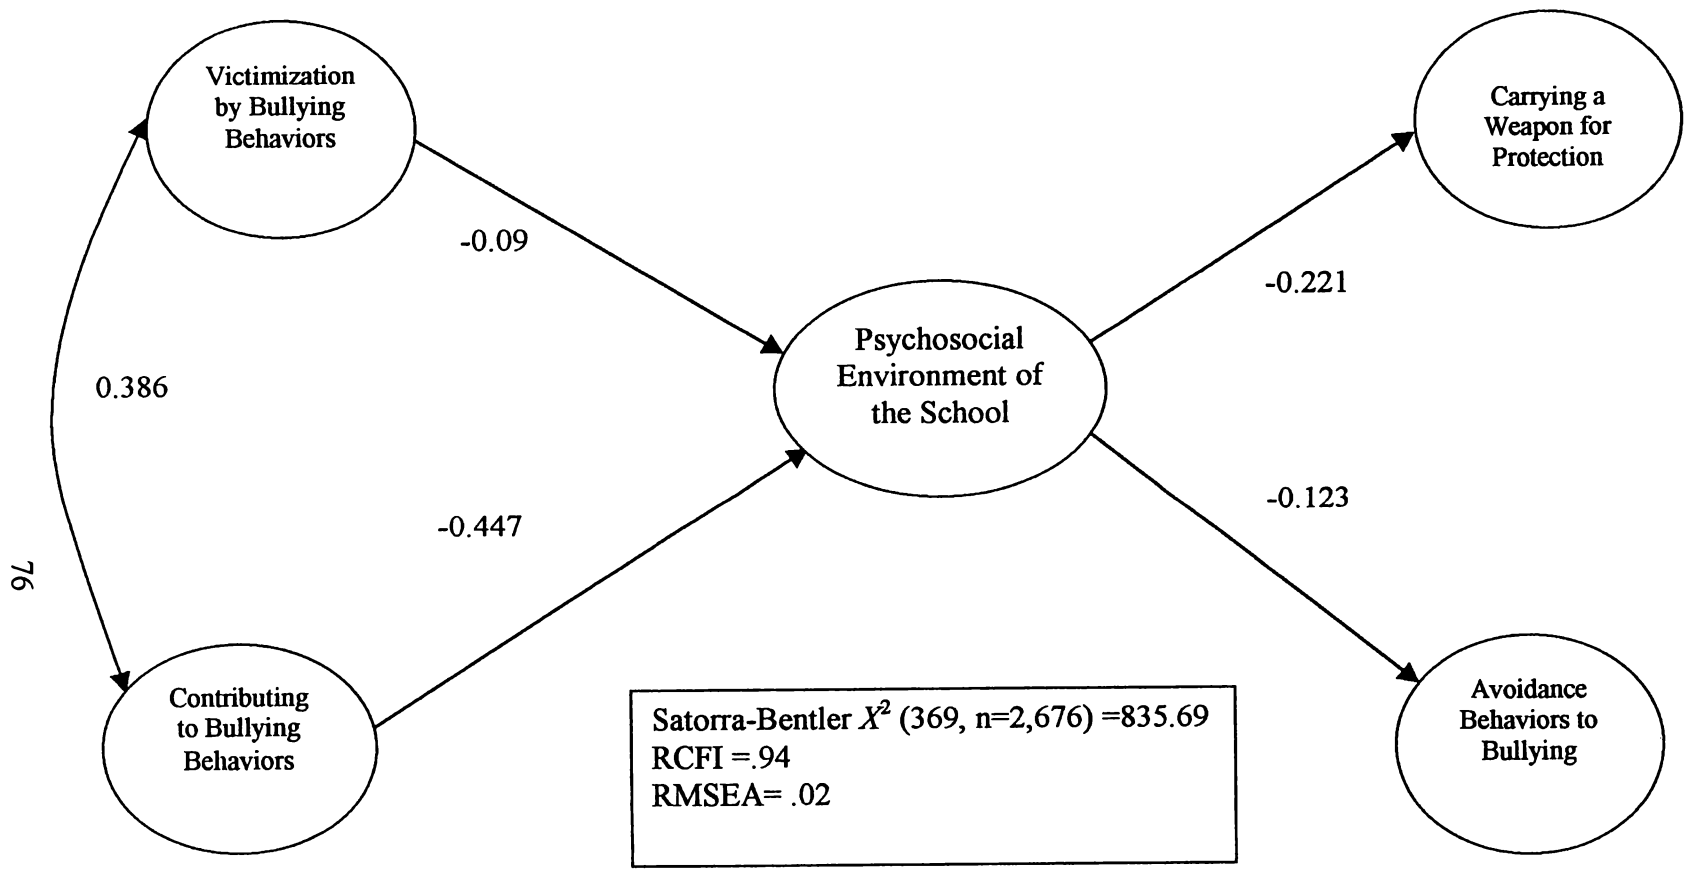 Victimization
by Bullying
Behaviors
Carrying a
Weapon for
Protection
-0.09
-0.221
Psychosocial
Environment of
the School
0.386
-0.447
-0.123
76
Contributing
to Bullying
Behaviors
Satorra-Bentler X² (369, n=2,676) =835.69
RCFI =.94
RMSEA= .02
Avoidance
Behaviors to
Bullying